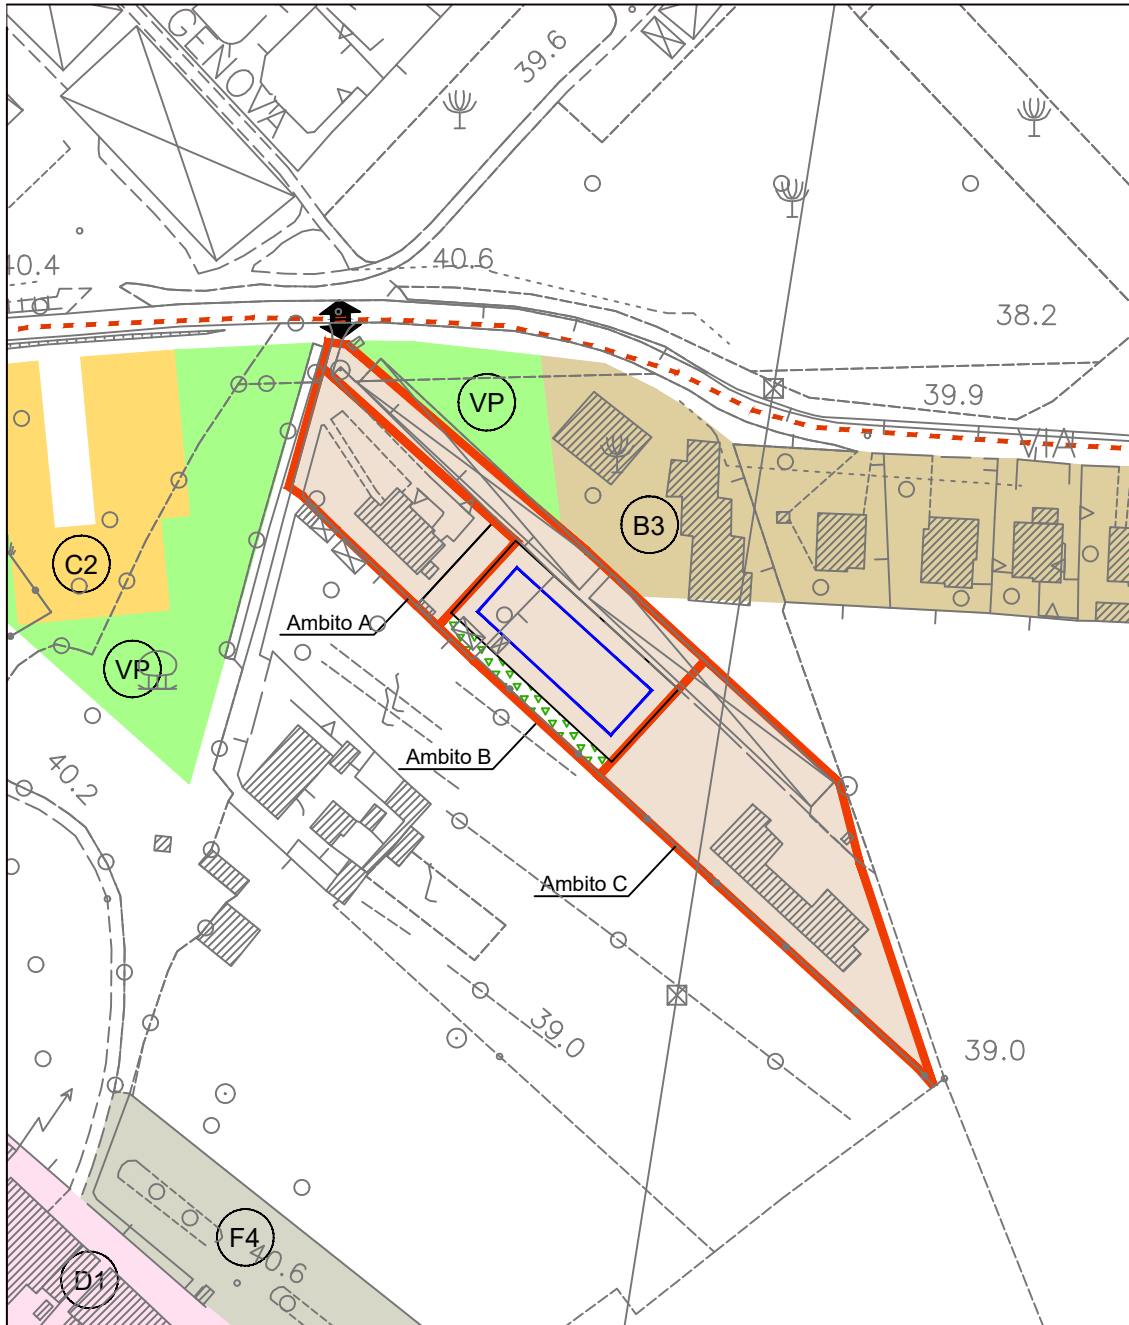 GENOVA
39.6
40.4
40.6
38.2
39.9
VIA
VP
B3
C2
Ambito A
VP
Ambito B
40.2
Ambito C
39.0
39.0
F4
40.6
D1